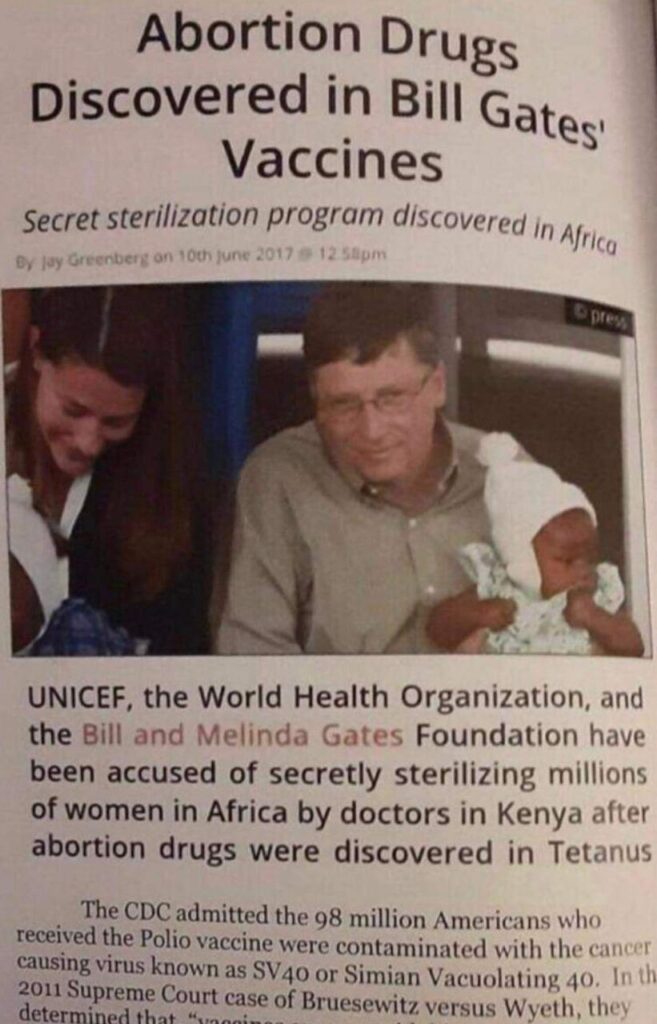 Abortion Drugs
Discovered in Bill Gates'
Vaccines
Secret sterilization program discovered in Africa
By Jay Greenberg on 10th June 2017 @ 12.58pm
© press
UNICEF, the World Health Organization, and
the Bill and Melinda Gates Foundation have
been accused of secretly sterilizing millions
of women in Africa by doctors in Kenya after
abortion drugs were discovered in Tetanus
The CDC admitted the 98 million Americans who
received the Polio vaccine were contaminated with the cancer
causing virus known as SV40 or Simian Vacuolating 40. In th
2011 Supreme Court case of Bruesewitz versus Wyeth, they
determined that